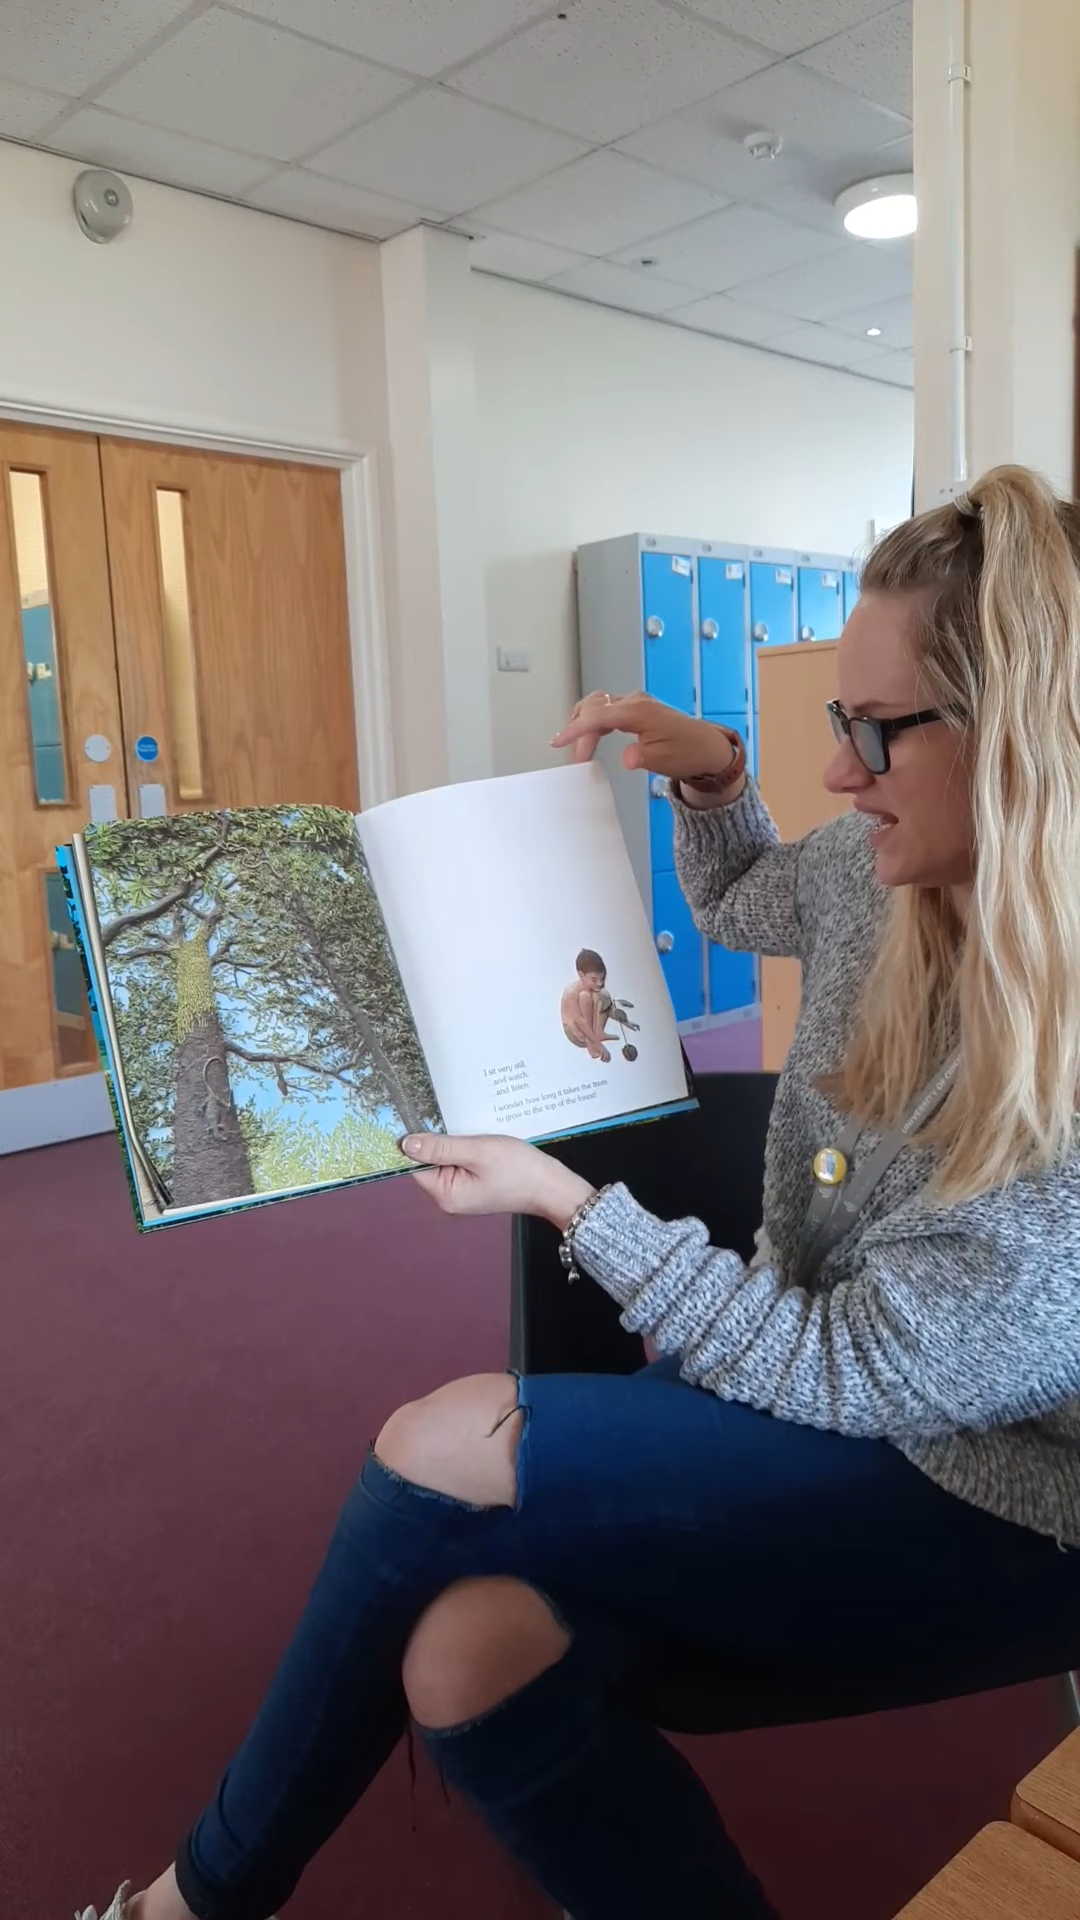 I sit very still.
...and watch.
...and listen.
I wonder how long it takes the trees
to grow to the top of the forest!